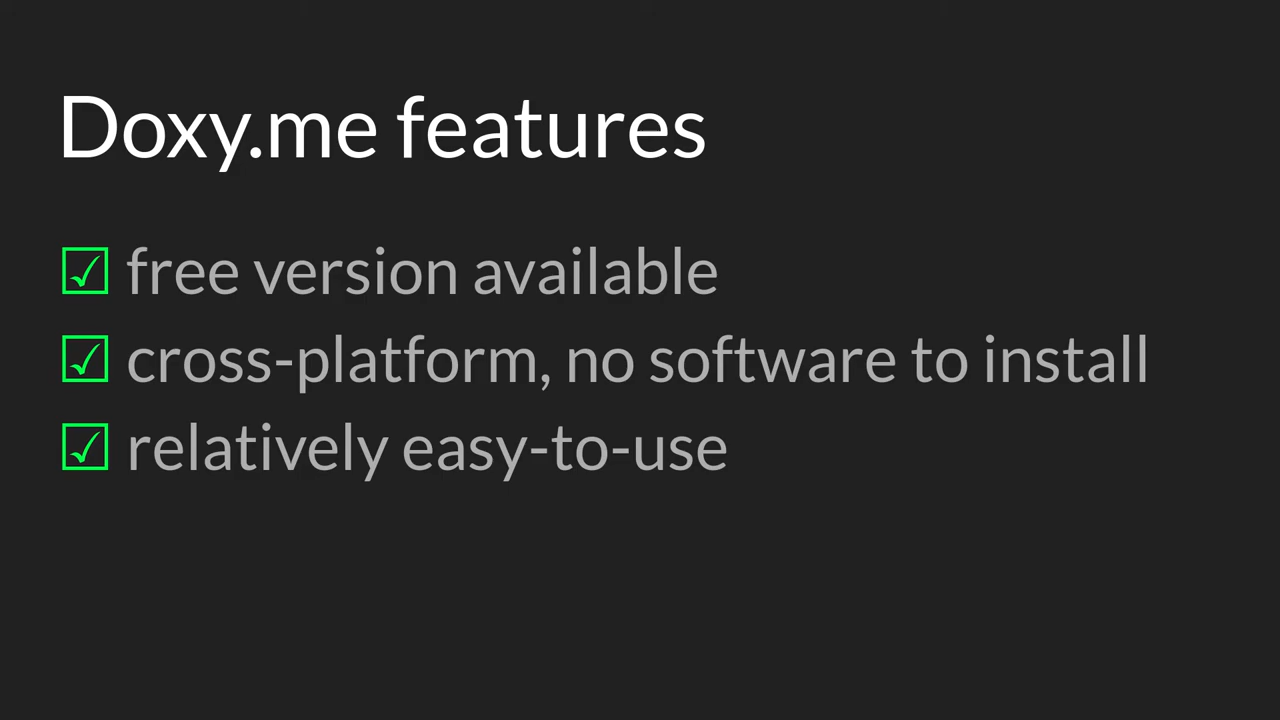 Doxy.me features
☑ free version available
☑ cross-platform, no software to install
☑ relatively easy-to-use